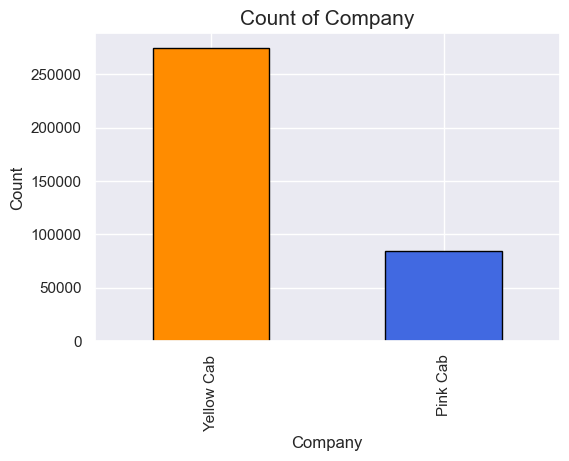 Count of Company
Count
250000
200000
150000
100000
50000
0
Yellow Cab
Pink Cab
Company